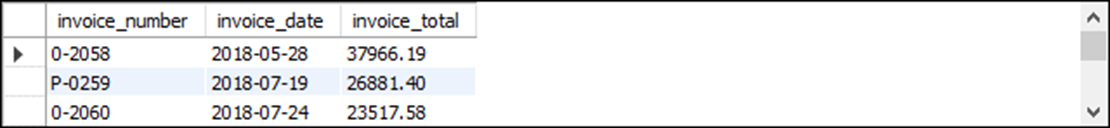 invoice_number invoice_date invoice_total
0-2058 2018-05-28 37966.19
P-0259 2018-07-19 26881.40
0-2060 2018-07-24 23517.58